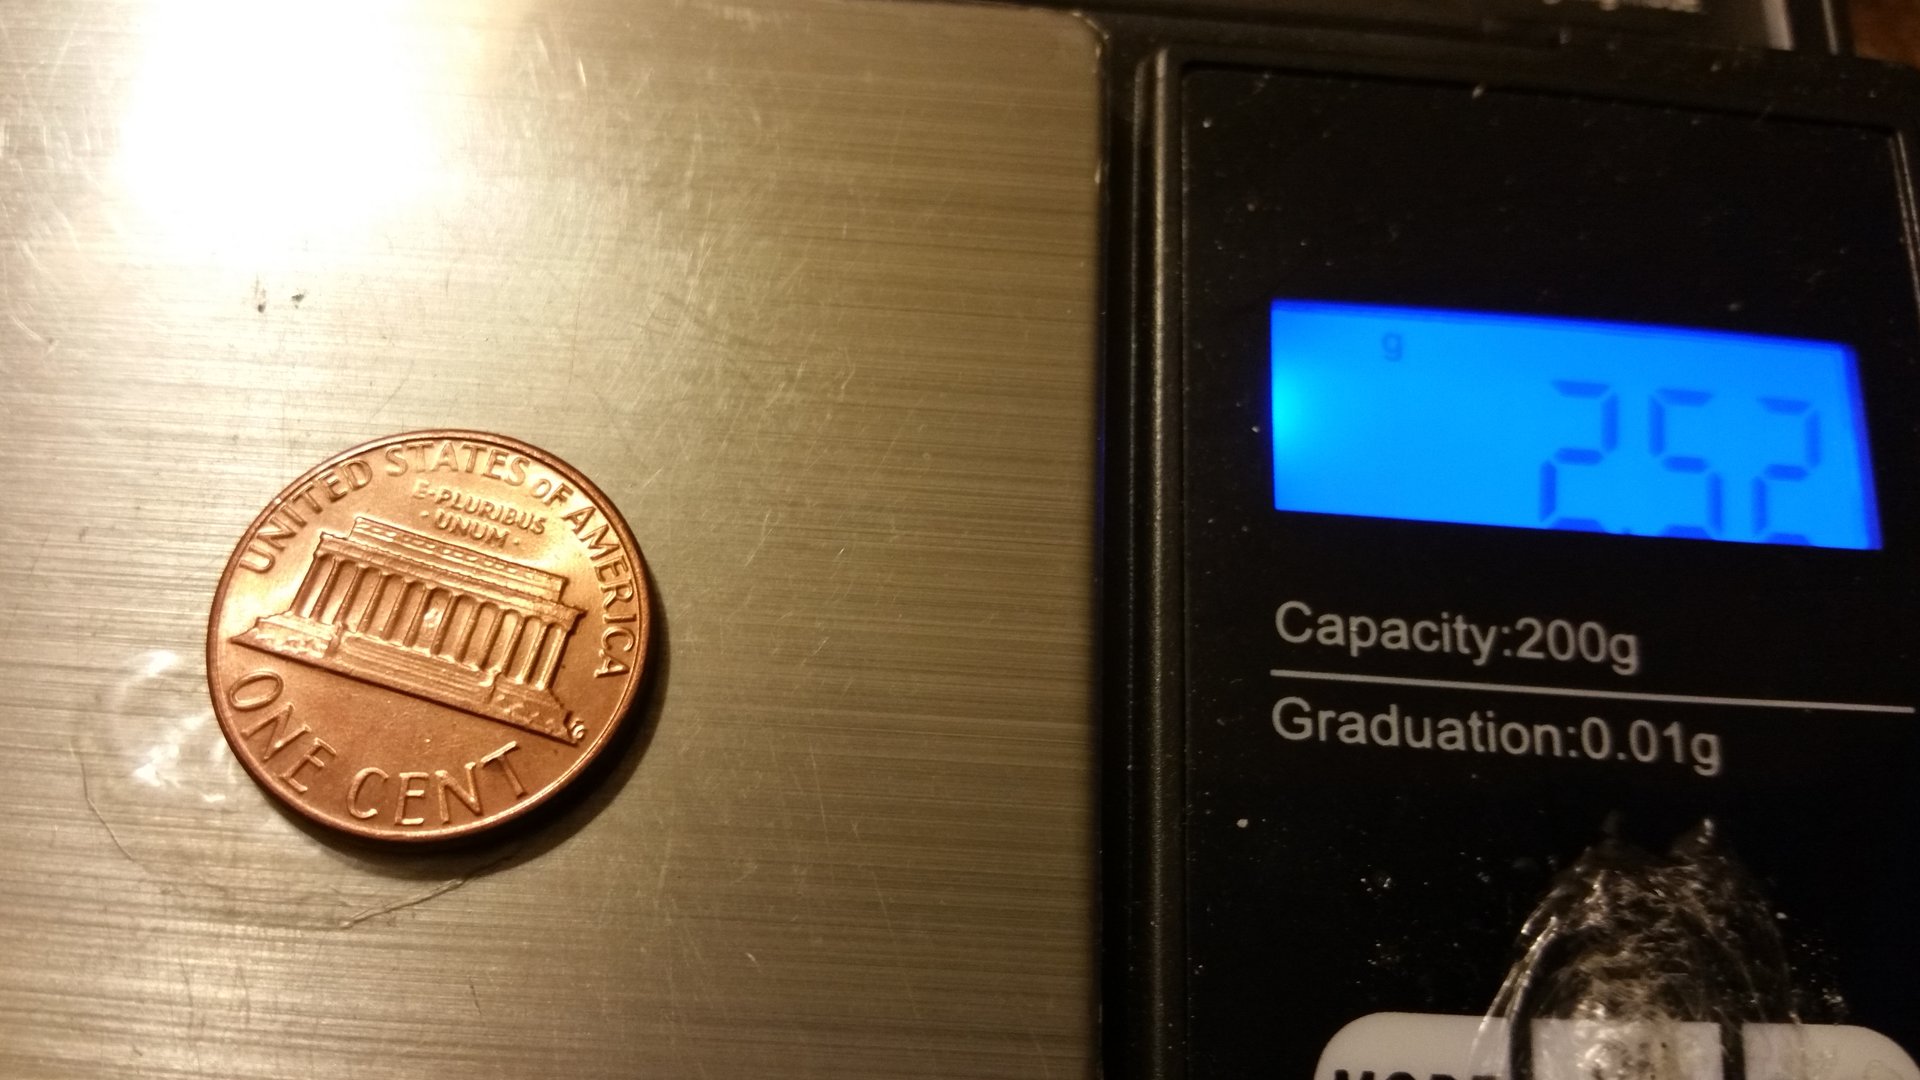 UNITED STATES OF AMERICA
E·PLURIBUS
·UNUM·
ONE CENT
g
2.52
Capacity:200g
Graduation:0.01g